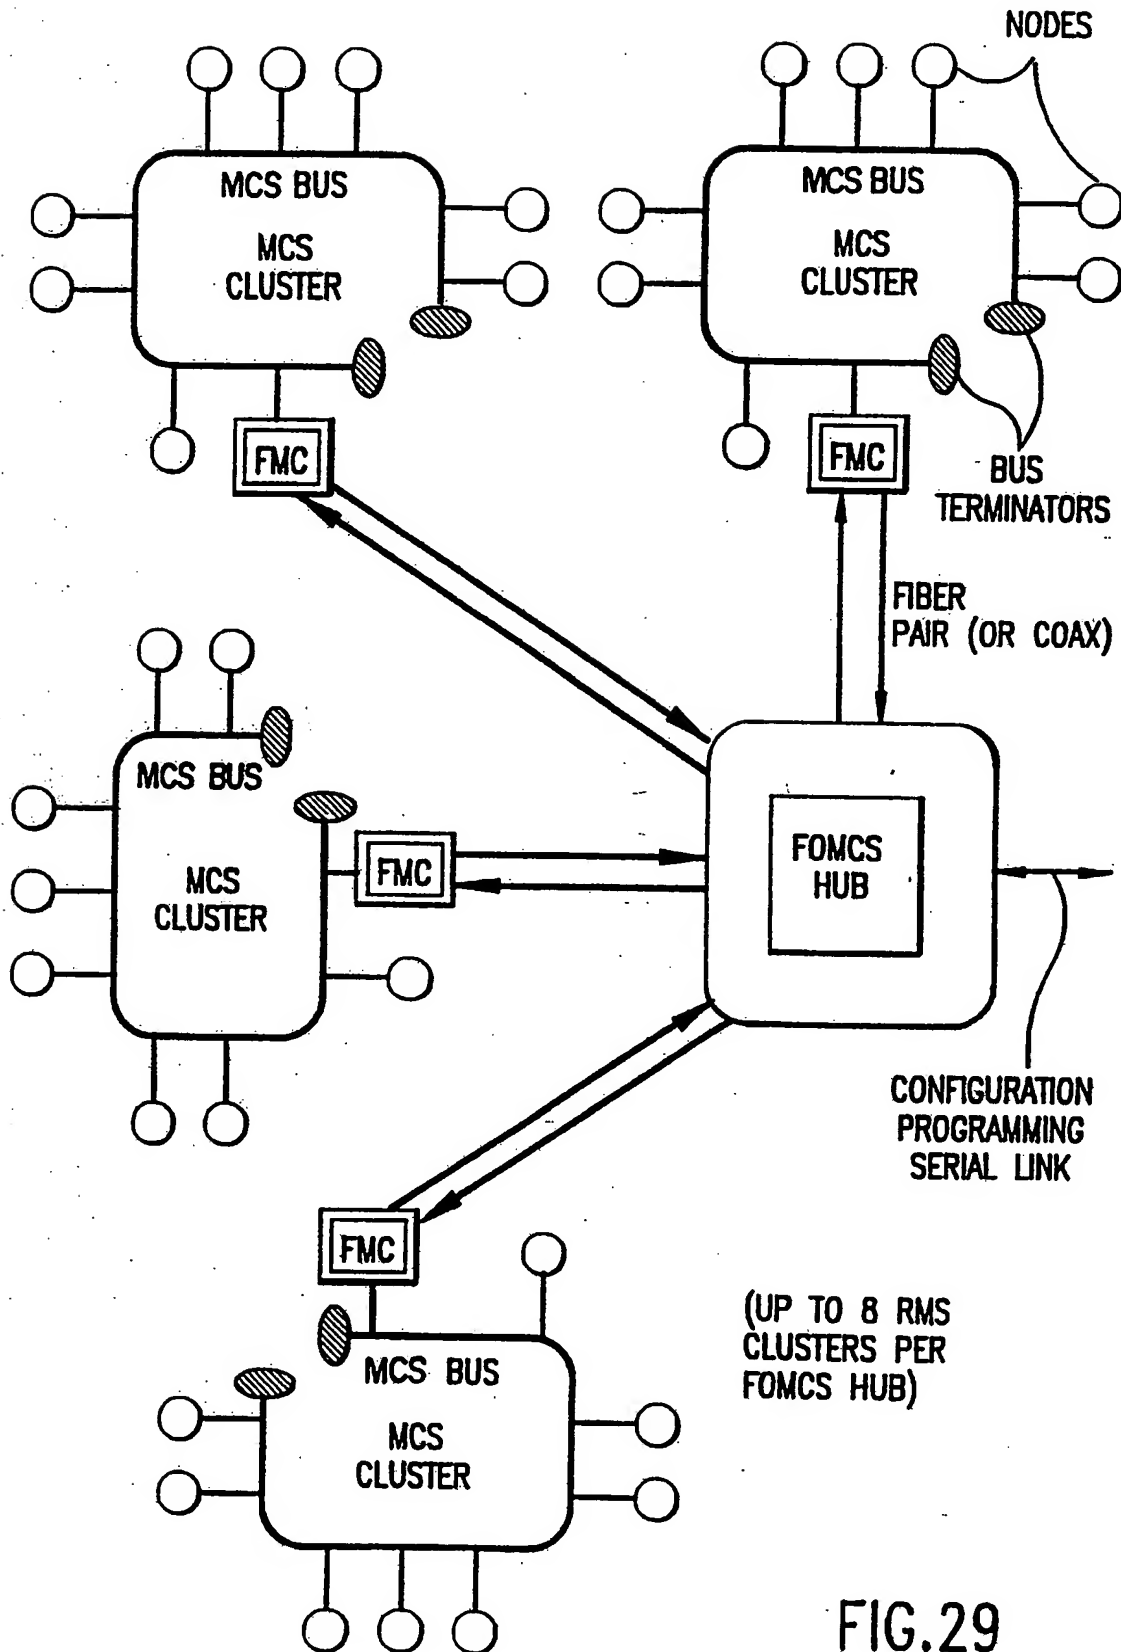 NODES
MCS BUS
MCS
CLUSTER
MCS BUS
MCS
CLUSTER
FMC
FMC
BUS
TERMINATORS
FIBER
PAIR (OR COAX)
MCS BUS
MCS
CLUSTER
FMC
FOMCS
HUB
CONFIGURATION
PROGRAMMING
SERIAL LINK
FMC
MCS BUS
MCS
CLUSTER
(UP TO 8 RMS
CLUSTERS PER
FOMCS HUB)
FIG.29